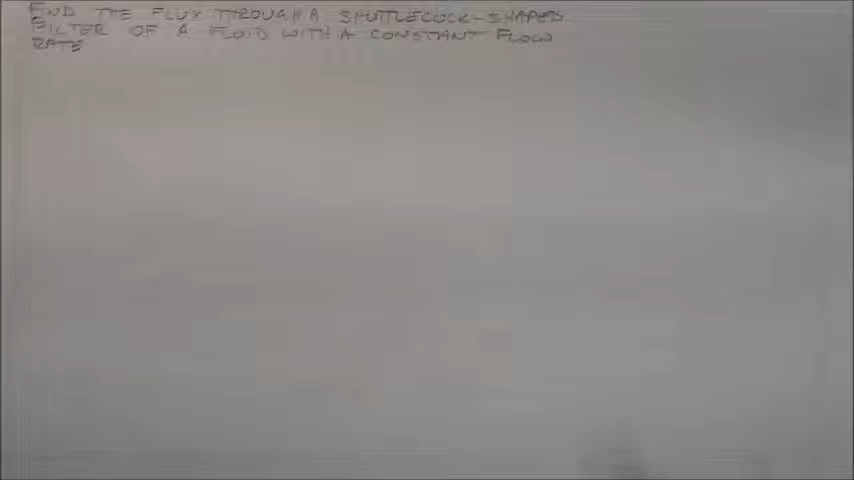 FIND THE FLUX THROUGH A SHUTTLECOCK-SHAPED
FILTER OF A FLUID WITH A CONSTANT FLOW
RATE